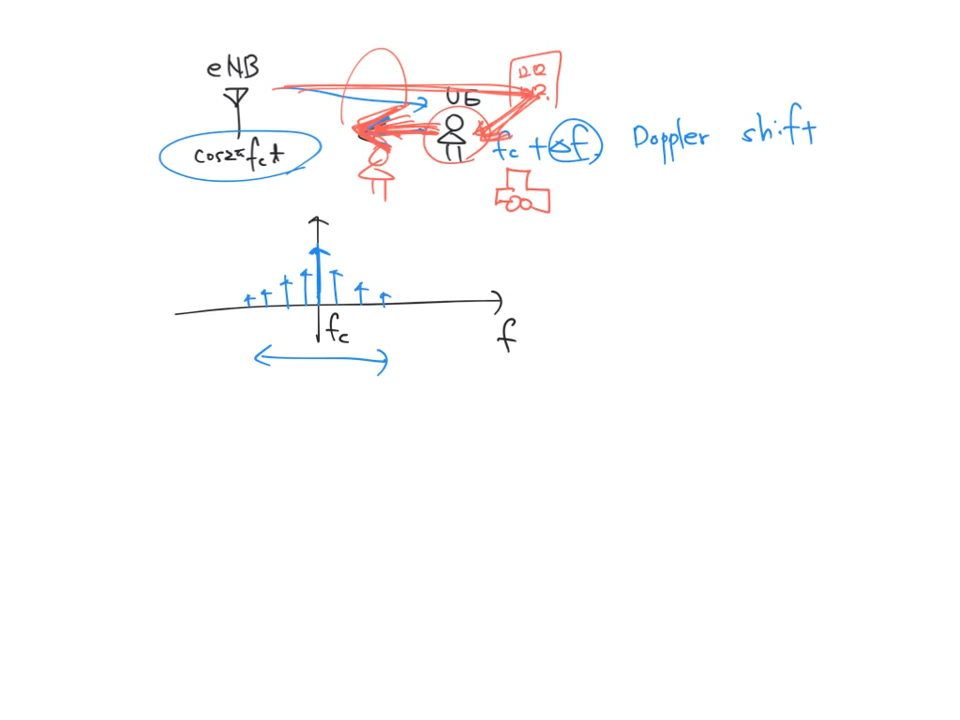 eNB
UE
cos2πfct
fc + Δf
Doppler shift
fc
f